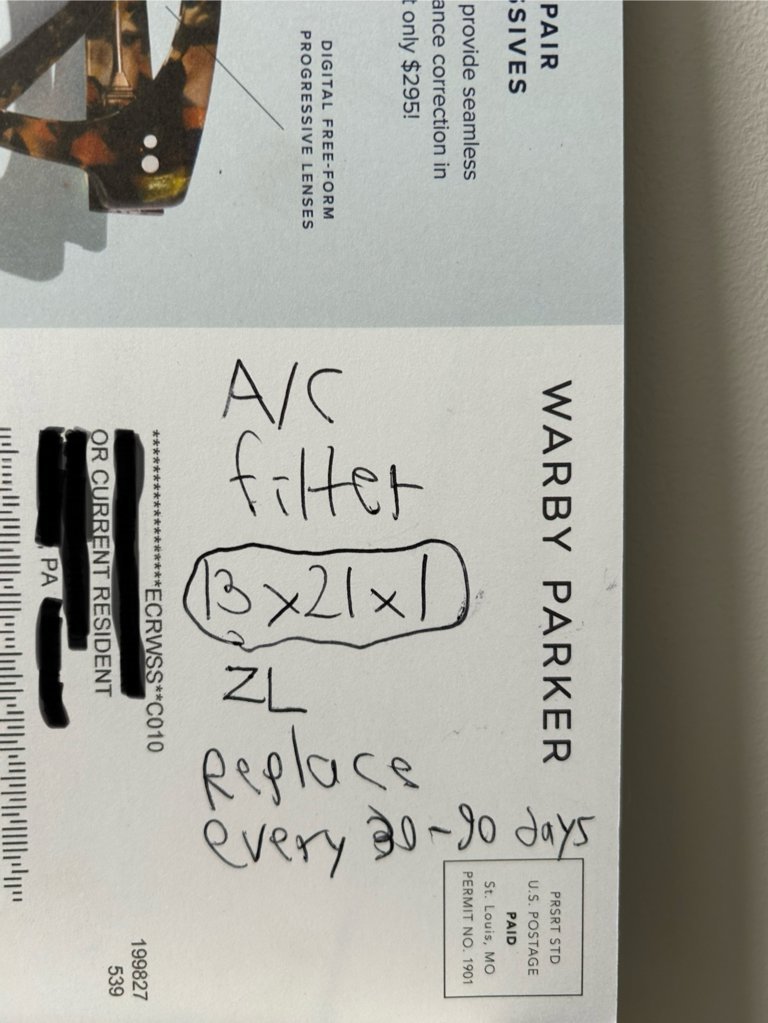 PAIR
SSIVES
provide seamless
ance correction in
t only $295!
DIGITAL FREE-FORM
PROGRESSIVE LENSES
WARBY PARKER
A/C
filter
13x21x1
NL
Replace
every -90 days
PRSRT STD
U.S. POSTAGE
PAID
St. Louis, MO
PERMIT NO. 1901
*******************ECRWSS**C010
OR CURRENT RESIDENT
, PA
199827
539